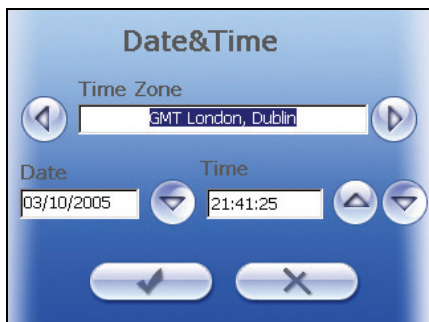 Date&Time
Time Zone
GMT London, Dublin
Date Time
03/10/2005 21:41:25